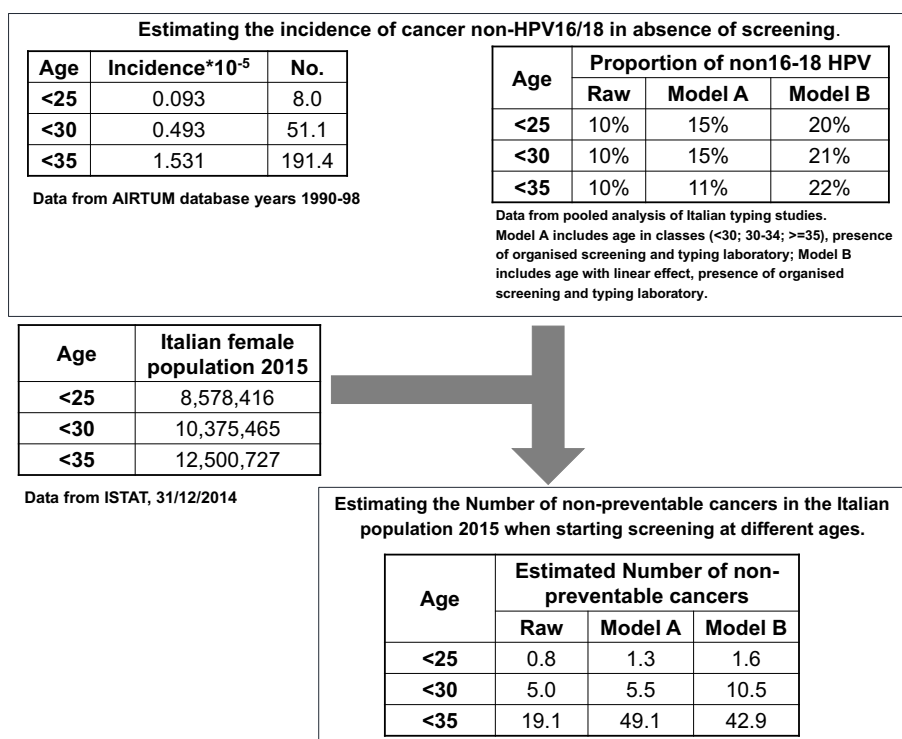 Estimating the incidence of cancer non-HPV16/18 in absence of screening.
Age Incidence*10-5 No.
<25 0.093 8.0
<30 0.493 51.1
<35 1.531 191.4
Data from AIRTUM database years 1990-98
Age Proportion of non16-18 HPV
Raw Model A Model B
<25 10% 15% 20%
<30 10% 15% 21%
<35 10% 11% 22%
Data from pooled analysis of Italian typing studies.
Model A includes age in classes (<30; 30-34; >=35), presence
of organised screening and typing laboratory; Model B
includes age with linear effect, presence of organised
screening and typing laboratory.
Age Italian female
population 2015
<25 8,578,416
<30 10,375,465
<35 12,500,727
Data from ISTAT, 31/12/2014
Estimating the Number of non-preventable cancers in the Italian
population 2015 when starting screening at different ages.
Age Estimated Number of non-
preventable cancers
Raw Model A Model B
<25 0.8 1.3 1.6
<30 5.0 5.5 10.5
<35 19.1 49.1 42.9